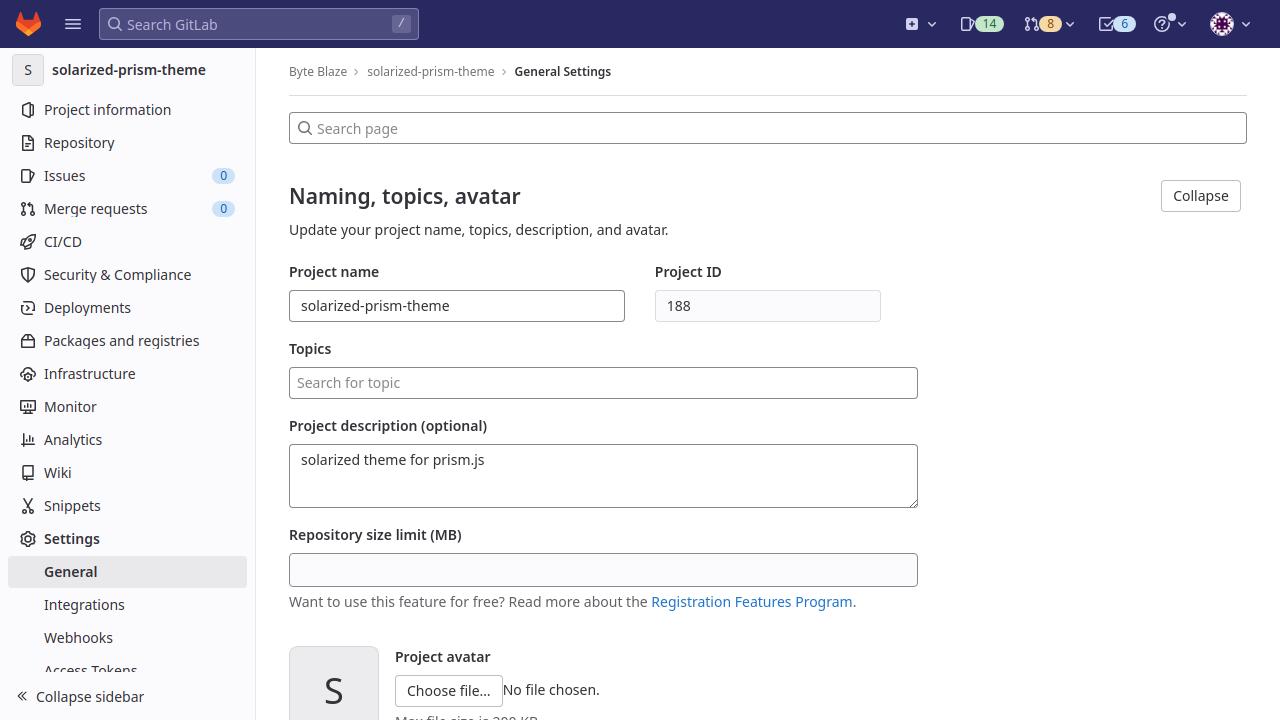 Search GitLab
/
14
8
6
S
solarized-prism-theme
Project information
Repository
Issues
0
Merge requests
0
CI/CD
Security & Compliance
Deployments
Packages and registries
Infrastructure
Monitor
Analytics
Wiki
Snippets
Settings
General
Integrations
Webhooks
Access Tokens
Collapse sidebar
Byte Blaze
solarized-prism-theme
General Settings
Search page
Naming, topics, avatar
Collapse
Update your project name, topics, description, and avatar.
Project name
Project ID
solarized-prism-theme
188
Topics
Search for topic
Project description (optional)
solarized theme for prism.js
Repository size limit (MB)
Want to use this feature for free? Read more about the Registration Features Program.
S
Project avatar
Choose file...
No file chosen.
Max file size is 200 KB.